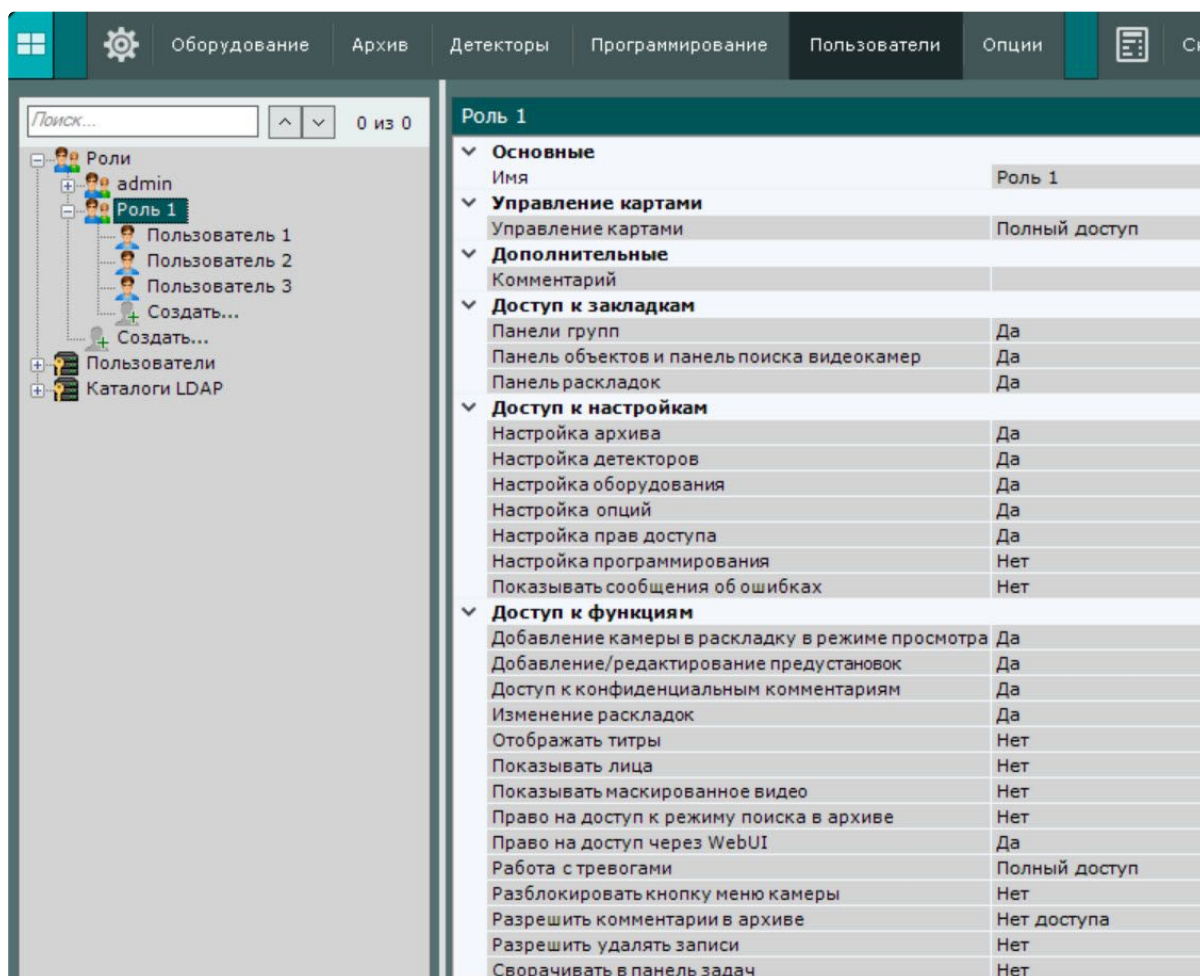 Оборудование Архив Детекторы Программирование Пользователи Опции
Поиск... 0 из 0
Роли
admin
Роль 1
Пользователь 1
Пользователь 2
Пользователь 3
Создать...
Создать...
Пользователи
Каталоги LDAP
Роль 1
Основные
Имя Роль 1
Управление картами
Управление картами Полный доступ
Дополнительные
Комментарий
Доступ к закладкам
Панели групп Да
Панель объектов и панель поиска видеокамер Да
Панель раскладок Да
Доступ к настройкам
Настройка архива Да
Настройка детекторов Да
Настройка оборудования Да
Настройка опций Да
Настройка прав доступа Да
Настройка программирования Нет
Показывать сообщения об ошибках Нет
Доступ к функциям
Добавление камеры в раскладку в режиме просмотра Да
Добавление/редактирование предустановок Да
Доступ к конфиденциальным комментариям Да
Изменение раскладок Да
Отображать титры Нет
Показывать лица Нет
Показывать маскированное видео Нет
Право на доступ к режиму поиска в архиве Нет
Право на доступ через WebUI Да
Работа с тревогами Полный доступ
Разблокировать кнопку меню камеры Нет
Разрешить комментарии в архиве Нет доступа
Разрешить удалять записи Нет
Сворачивать в панель задач Нет